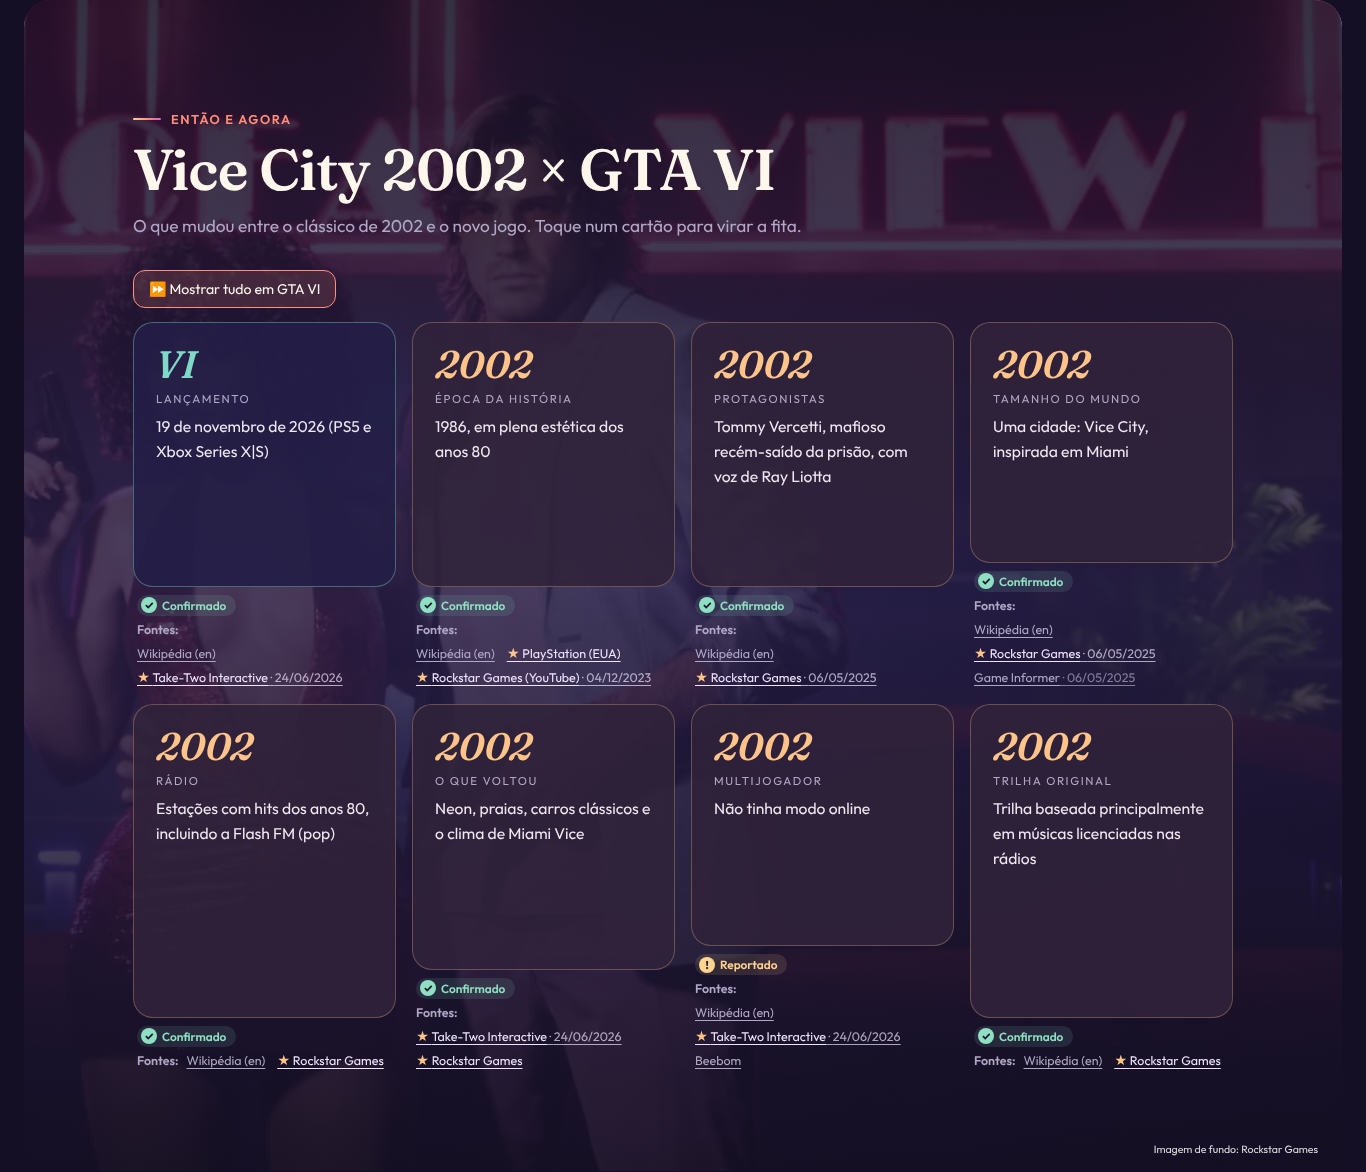 ENTÃO E AGORA
Vice City 2002 × GTA VI
O que mudou entre o clássico de 2002 e o novo jogo. Toque num cartão para virar a fita.
⏩ Mostrar tudo em GTA VI
VI
LANÇAMENTO
19 de novembro de 2026 (PS5 e
Xbox Series X|S)
Confirmado
Fontes:
Wikipédia (en)
★ Take-Two Interactive · 24/06/2026
2002
ÉPOCA DA HISTÓRIA
1986, em plena estética dos
anos 80
Confirmado
Fontes:
Wikipédia (en) ★ PlayStation (EUA)
★ Rockstar Games (YouTube) · 04/12/2023
2002
PROTAGONISTAS
Tommy Vercetti, mafioso
recém-saído da prisão, com
voz de Ray Liotta
Confirmado
Fontes:
Wikipédia (en)
★ Rockstar Games · 06/05/2025
2002
TAMANHO DO MUNDO
Uma cidade: Vice City,
inspirada em Miami
Confirmado
Fontes:
Wikipédia (en)
★ Rockstar Games · 06/05/2025
Game Informer · 06/05/2025
2002
RÁDIO
Estações com hits dos anos 80,
incluindo a Flash FM (pop)
Confirmado
Fontes: Wikipédia (en) ★ Rockstar Games
2002
O QUE VOLTOU
Neon, praias, carros clássicos e
o clima de Miami Vice
Confirmado
Fontes:
★ Take-Two Interactive · 24/06/2026
★ Rockstar Games
2002
MULTIJOGADOR
Não tinha modo online
Reportado
Fontes:
Wikipédia (en)
★ Take-Two Interactive · 24/06/2026
Beebom
2002
TRILHA ORIGINAL
Trilha baseada principalmente
em músicas licenciadas nas
rádios
Confirmado
Fontes: Wikipédia (en) ★ Rockstar Games
Imagem de fundo: Rockstar Games